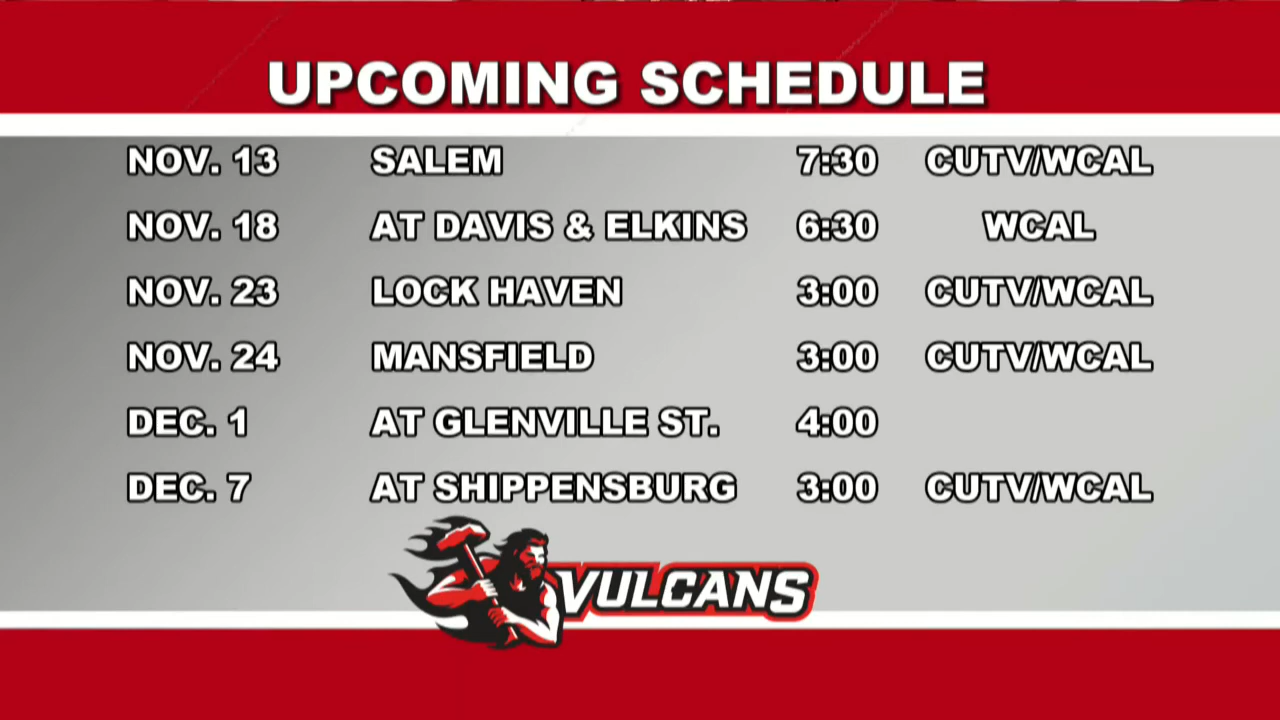 UPCOMING SCHEDULE
NOV. 13 SALEM 7:30 CUTV/WCAL
NOV. 18 AT DAVIS & ELKINS 6:30 WCAL
NOV. 23 LOCK HAVEN 3:00 CUTV/WCAL
NOV. 24 MANSFIELD 3:00 CUTV/WCAL
DEC. 1 AT GLENVILLE ST. 4:00
DEC. 7 AT SHIPPENSBURG 3:00 CUTV/WCAL
VULCANS